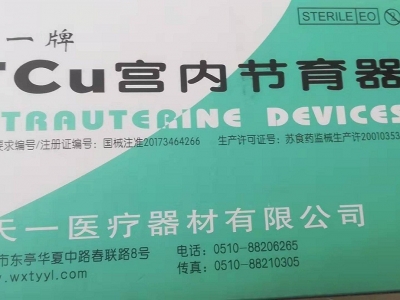 一牌
STERILE EO
TCu宫内节育器
TRAUTERINE DEVICES
要求编号/注册证编号：国械注准20173464266 生产许可证号：苏食药监械生产许2001035
天一医疗器材有限公司
市东亭华夏中路春联路8号 电话：0510-88206265
.wxtyyl.com 传真：0510-88210305